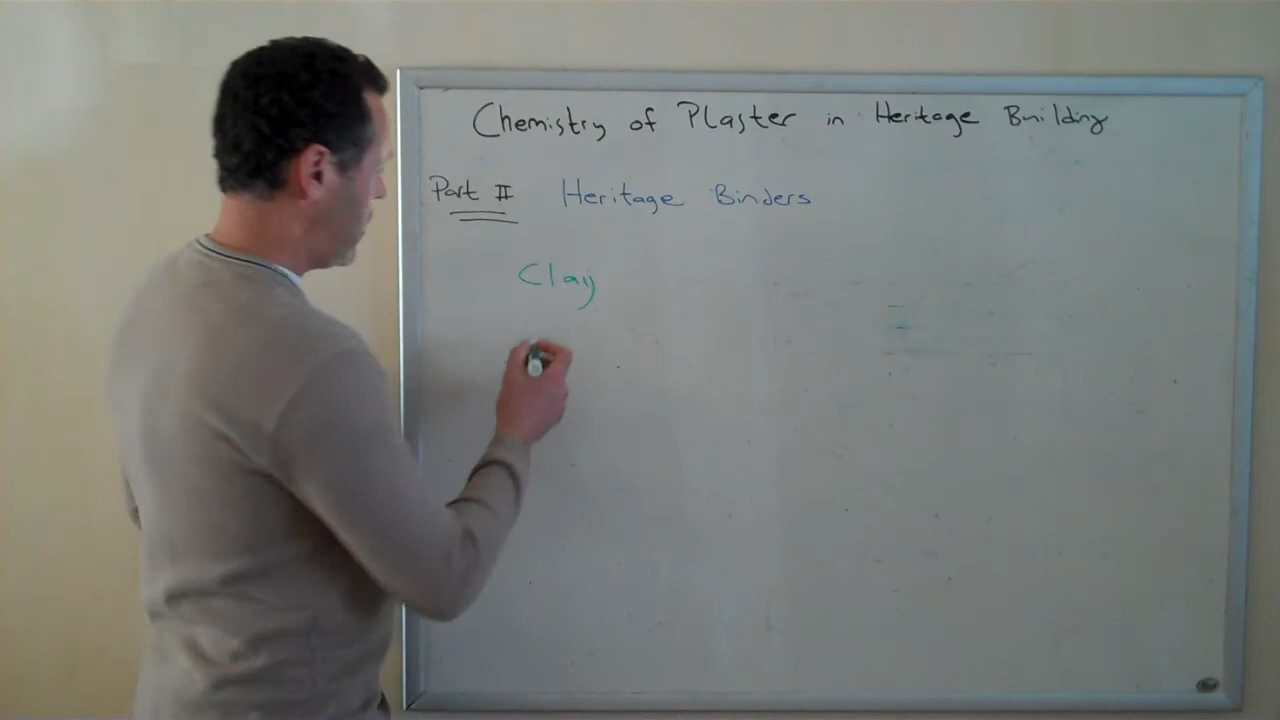 Chemistry of Plaster in Heritage Building
Part II Heritage Binders
Clay